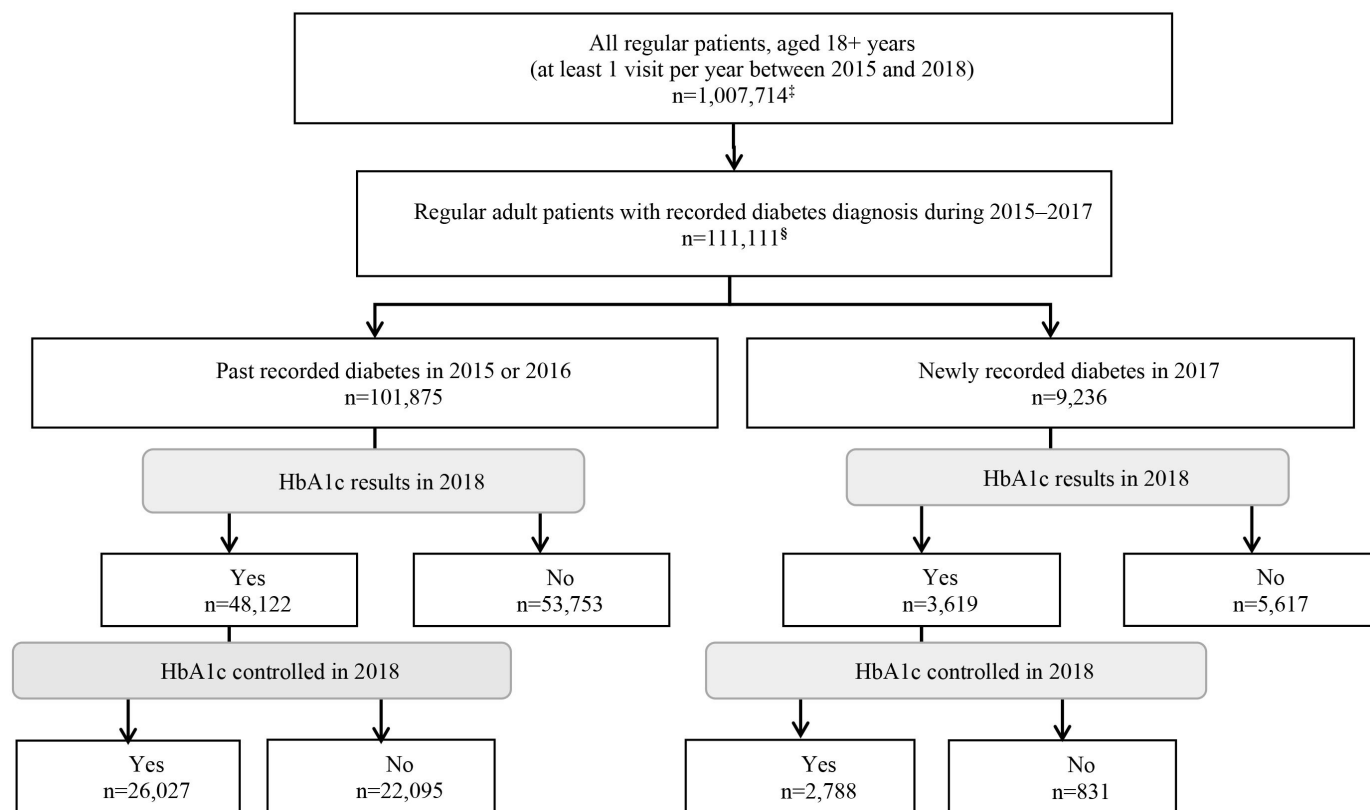 All regular patients, aged 18+ years
(at least 1 visit per year between 2015 and 2018)
n=1,007,714‡
Regular adult patients with recorded diabetes diagnosis during 2015–2017
n=111,111§
Past recorded diabetes in 2015 or 2016
n=101,875
Newly recorded diabetes in 2017
n=9,236
HbA1c results in 2018
HbA1c results in 2018
Yes
n=48,122
No
n=53,753
Yes
n=3,619
No
n=5,617
HbA1c controlled in 2018
HbA1c controlled in 2018
Yes
n=26,027
No
n=22,095
Yes
n=2,788
No
n=831